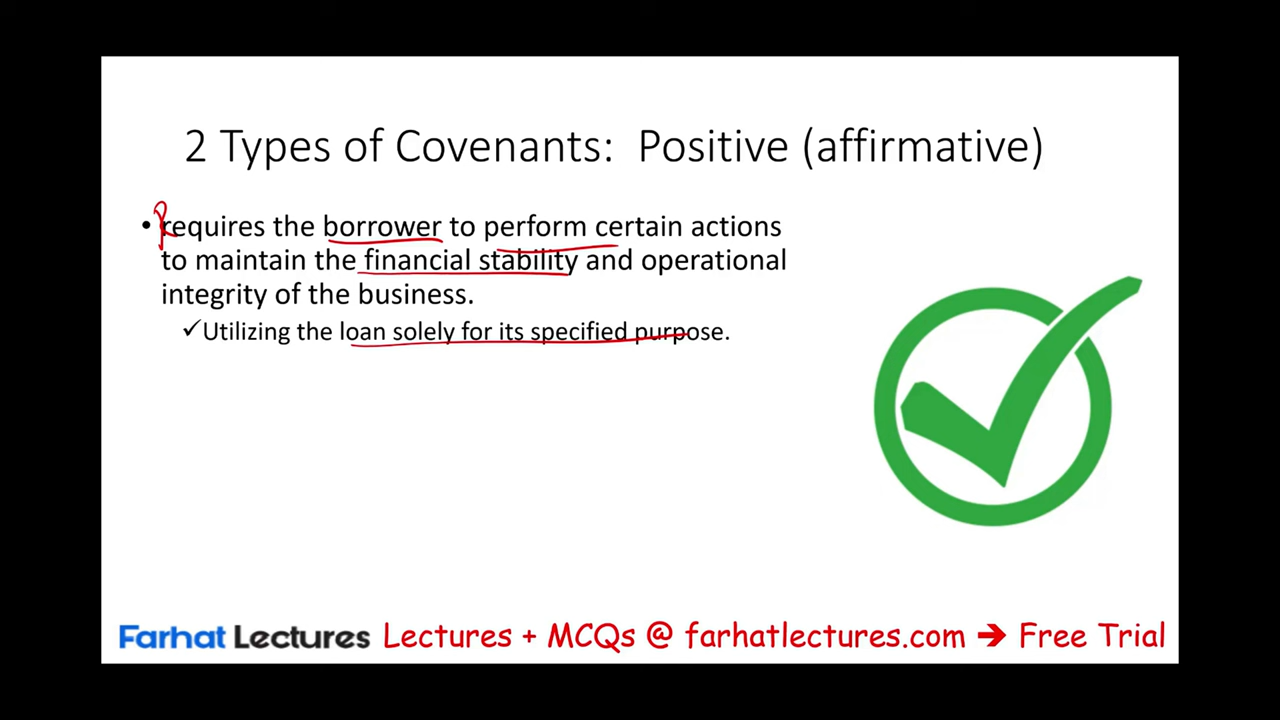 2 Types of Covenants: Positive (affirmative)
• requires the borrower to perform certain actions
to maintain the financial stability and operational
integrity of the business.
✓Utilizing the loan solely for its specified purpose.
Farhat Lectures Lectures + MCQs @ farhatlectures.com ➔ Free Trial